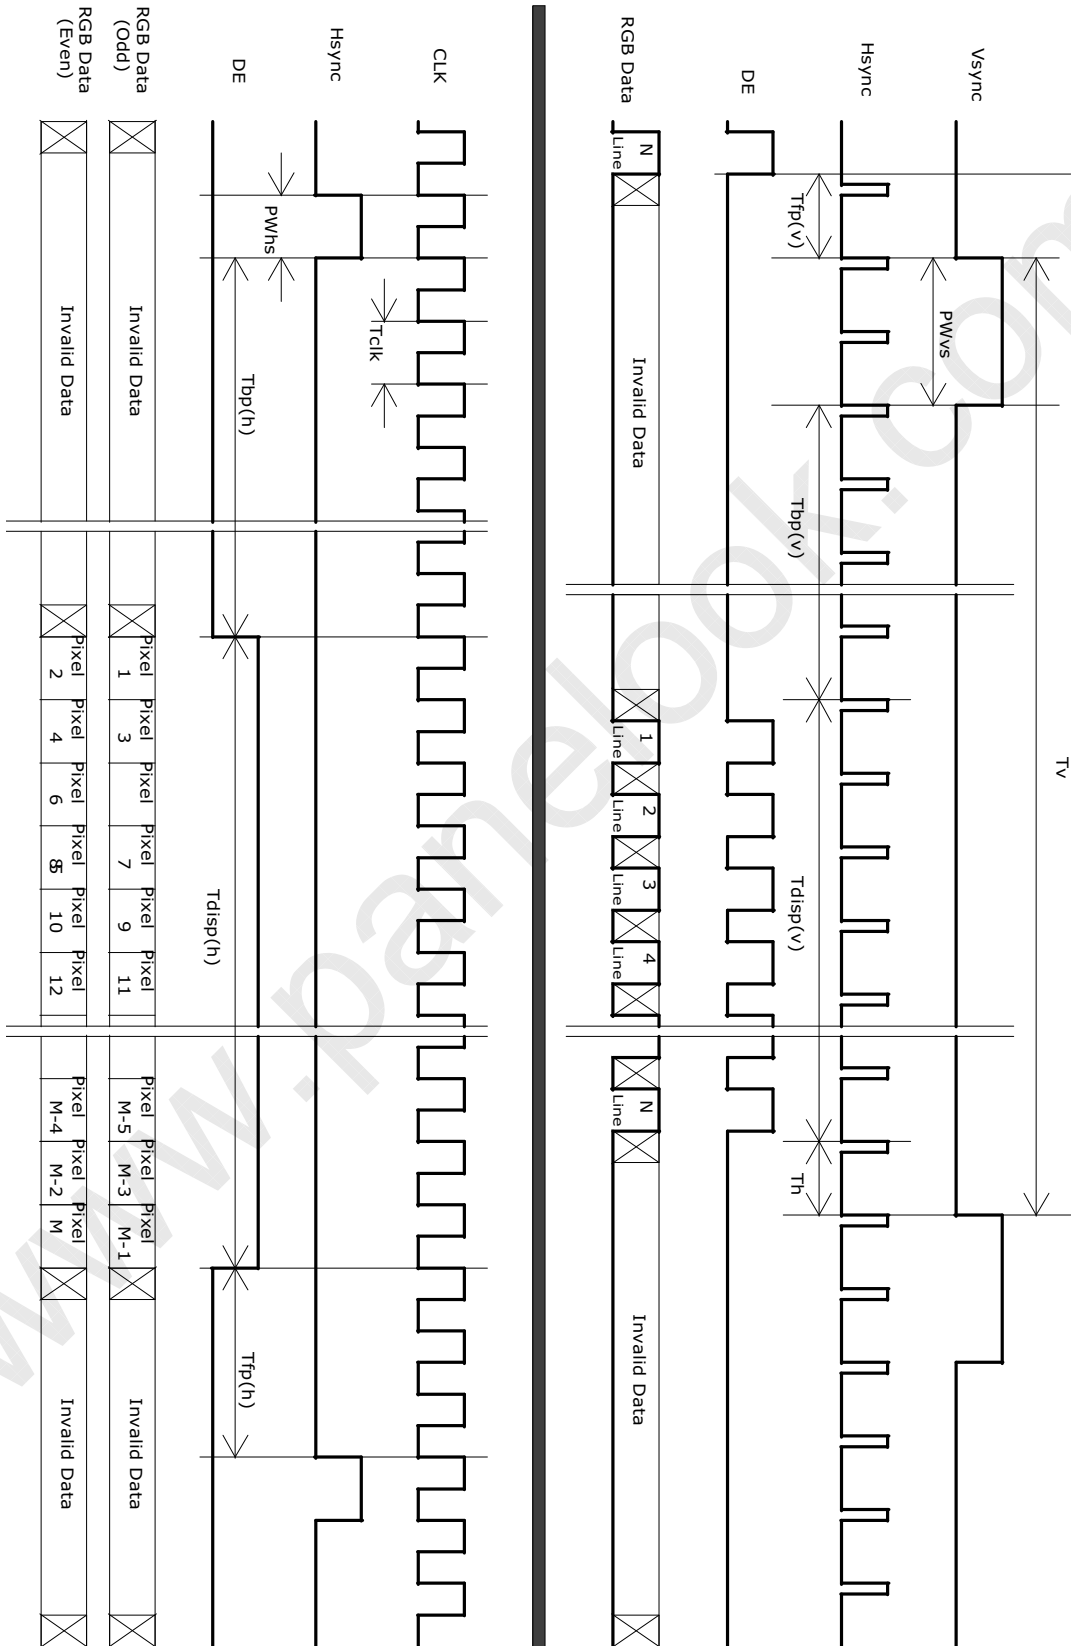 Vsync
Tv
PWvs
Hsync
Tfp(v)
Tbp(v)
Tdisp(v)
Th
DE
RGB Data
Line N
Invalid Data
Line 1
Line 2
Line 3
Line 4
Line N
Invalid Data
CLK
Tclk
Hsync
PWhs
DE
Tbp(h)
Tdisp(h)
Tfp(h)
RGB Data
(Odd)
Invalid Data
Pixel Pixel Pixel Pixel Pixel Pixel Pixel Pixel Pixel
1 3 7 9 11 M-5 M-3 M-1
Invalid Data
RGB Data
(Even)
Invalid Data
Pixel Pixel Pixel Pixel Pixel Pixel Pixel Pixel Pixel
2 4 6 8 10 12 M-4 M-2 M
Invalid Data
www.panelook.com